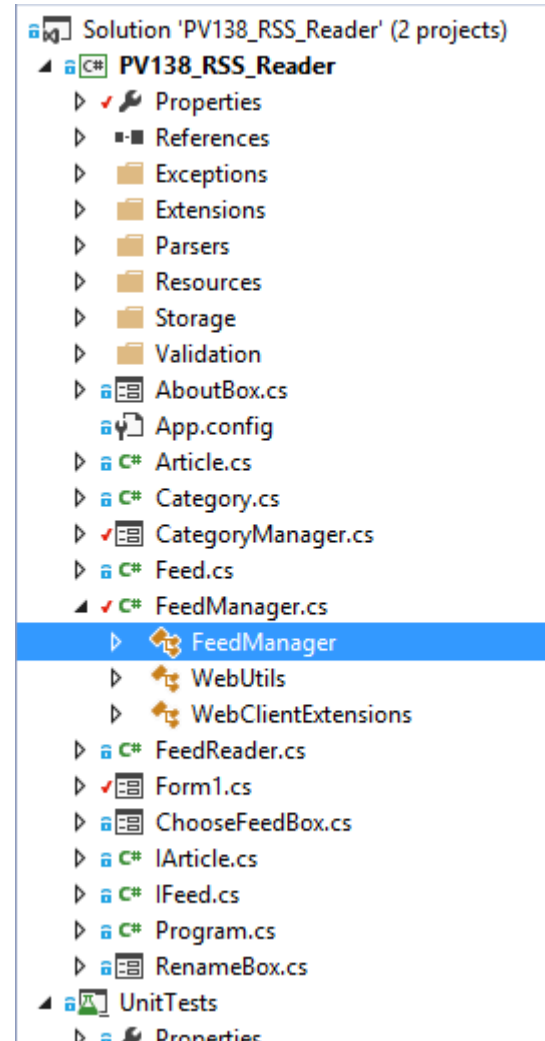 Solution 'PV138_RSS_Reader' (2 projects)
C# PV138_RSS_Reader
Properties
References
Exceptions
Extensions
Parsers
Resources
Storage
Validation
AboutBox.cs
App.config
C# Article.cs
C# Category.cs
CategoryManager.cs
C# Feed.cs
C# FeedManager.cs
FeedManager
WebUtils
WebClientExtensions
C# FeedReader.cs
Form1.cs
ChooseFeedBox.cs
C# IArticle.cs
C# IFeed.cs
C# Program.cs
RenameBox.cs
UnitTests
Properties